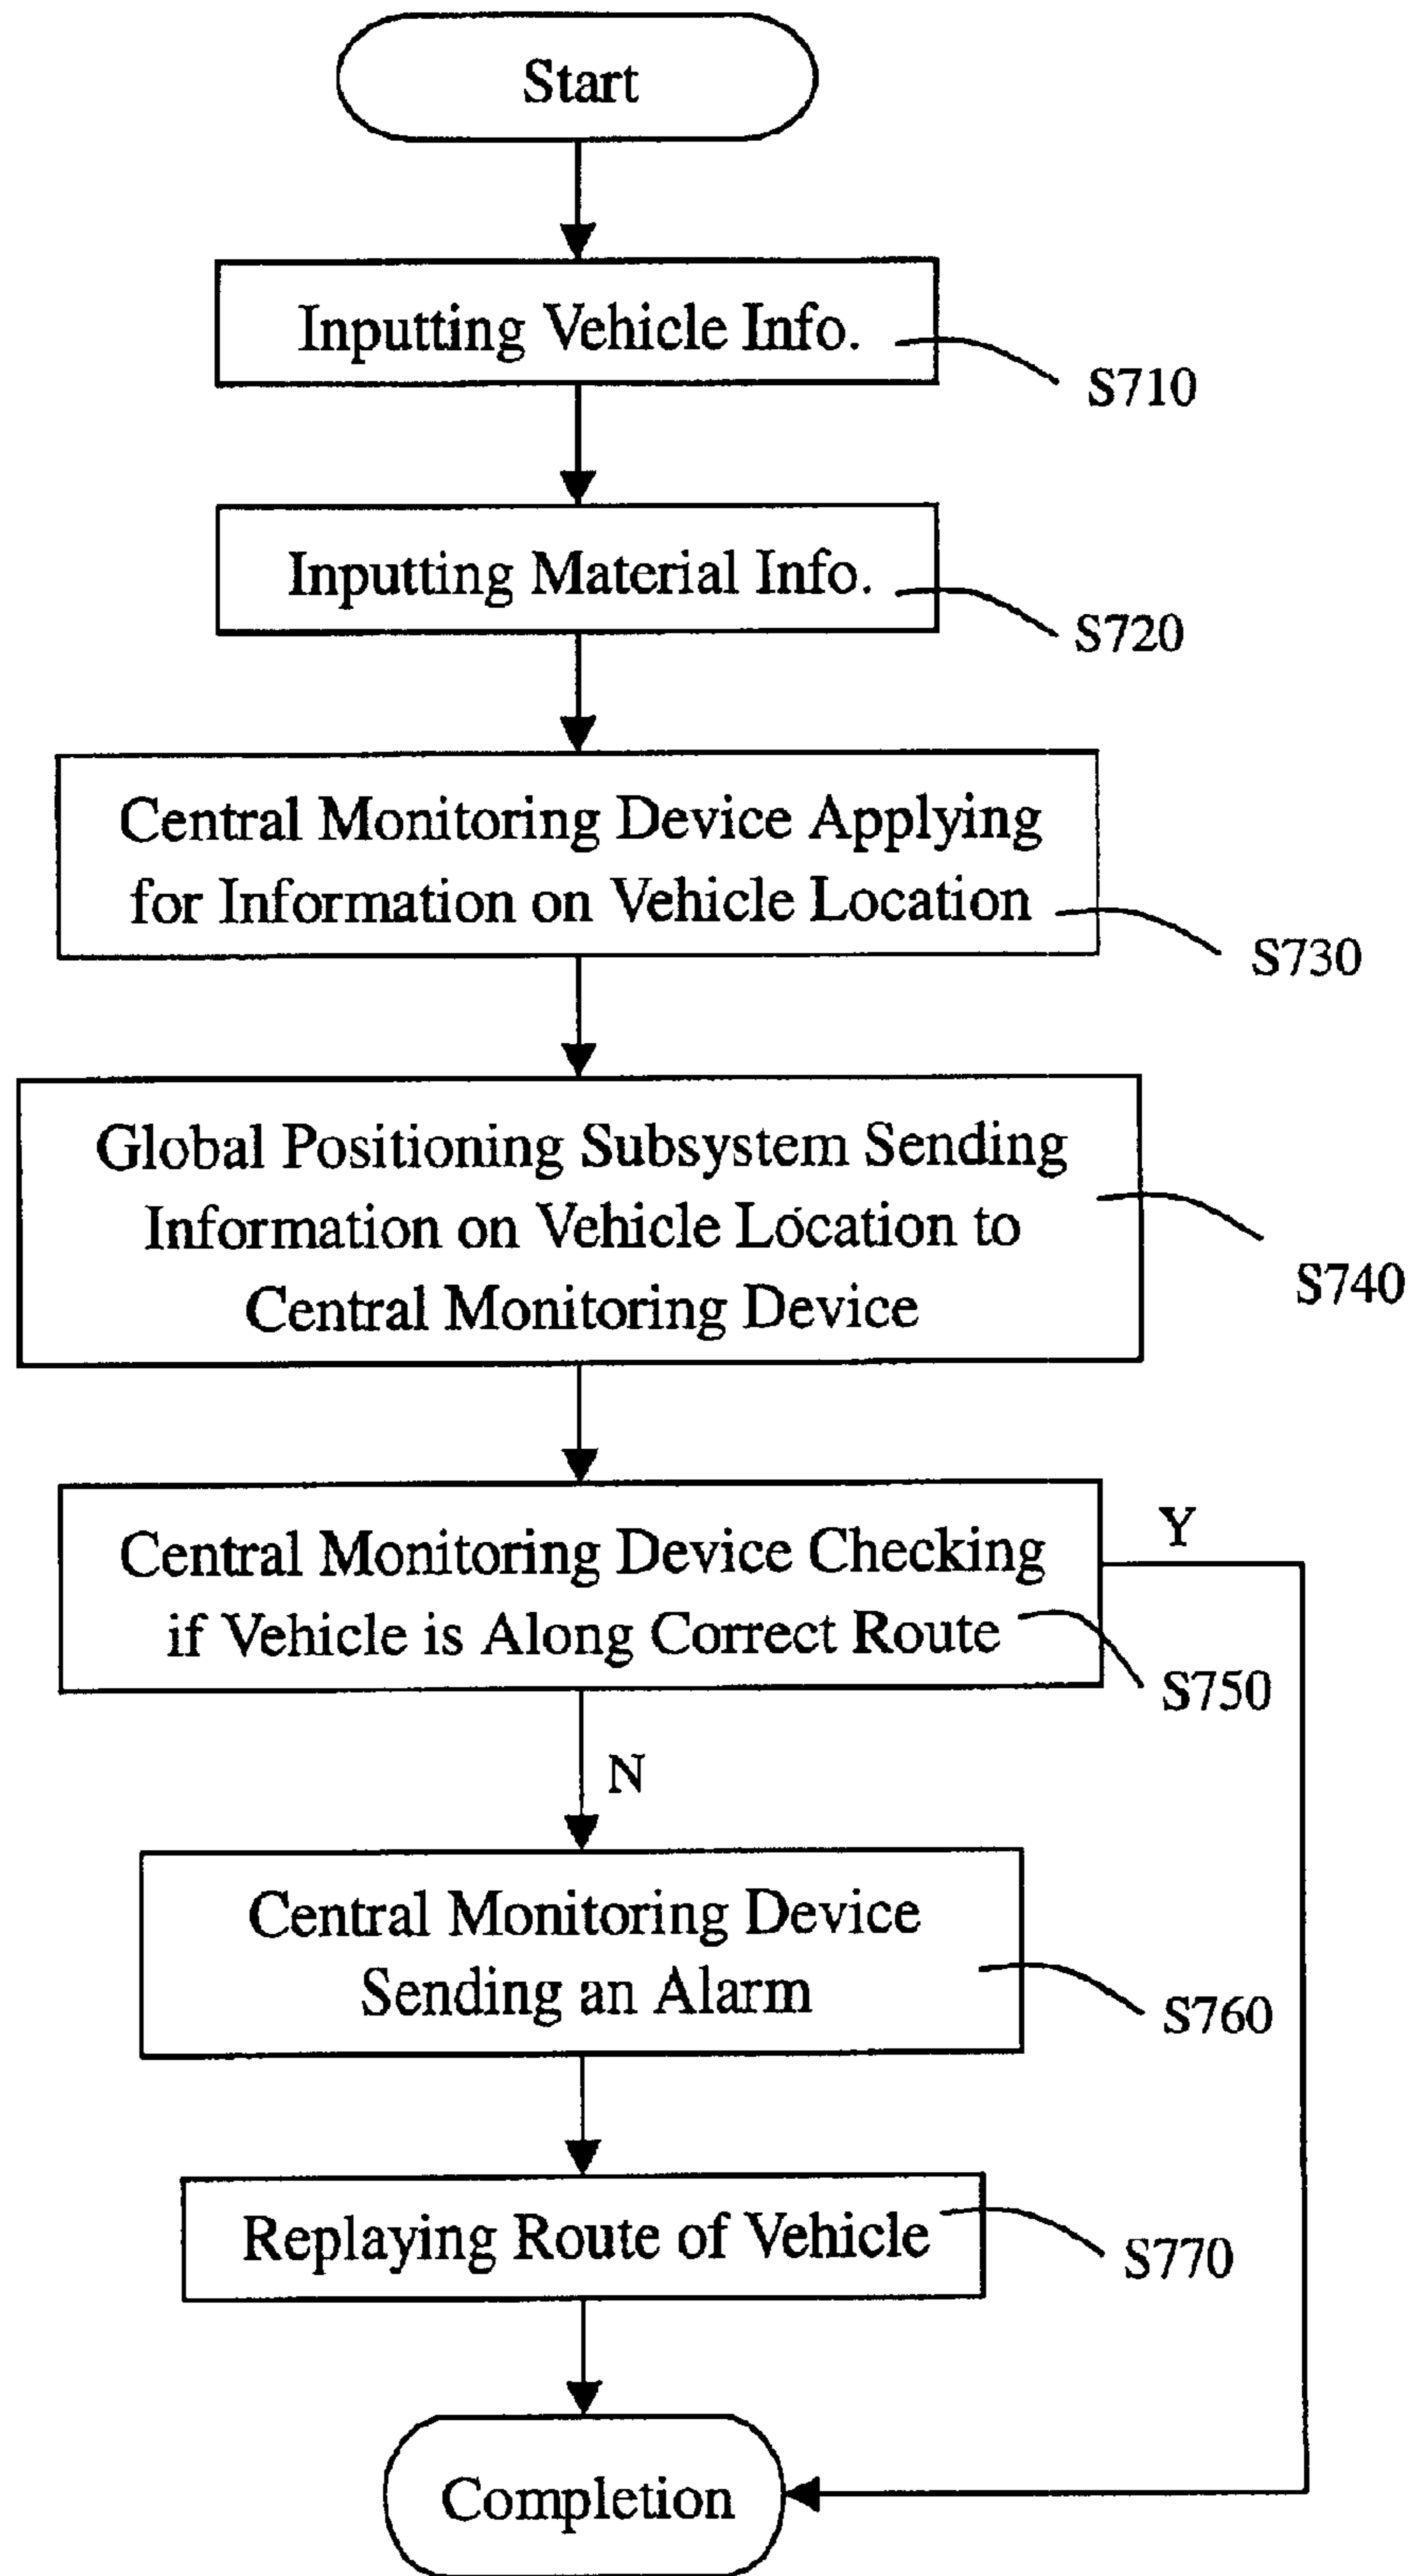 Start
Inputting Vehicle Info.
S710
Inputting Material Info.
S720
Central Monitoring Device Applying
for Information on Vehicle Location
S730
Global Positioning Subsystem Sending
Information on Vehicle Location to
Central Monitoring Device
S740
Central Monitoring Device Checking
if Vehicle is Along Correct Route
Y
S750
N
Central Monitoring Device
Sending an Alarm
S760
Replaying Route of Vehicle
S770
Completion